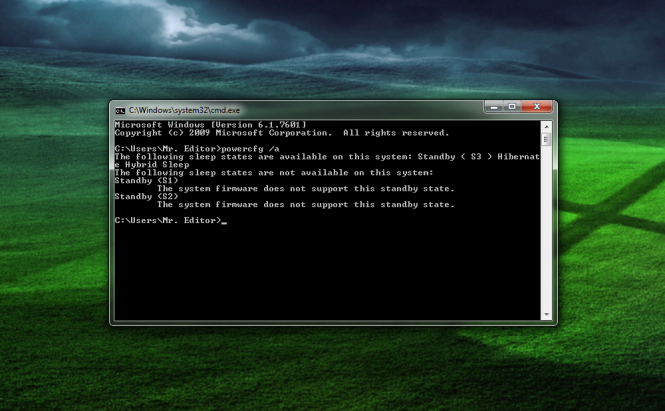 C:\Windows\system32\cmd.exe
Microsoft Windows [Version 6.1.7601]
Copyright (c) 2009 Microsoft Corporation.  All rights reserved.
C:\Users\Mr. Editor>powercfg /a
The following sleep states are available on this system: Standby ( S3 ) Hibernat
e Hybrid Sleep
The following sleep states are not available on this system:
Standby (S1)
The system firmware does not support this standby state.
Standby (S2)
The system firmware does not support this standby state.
C:\Users\Mr. Editor>_